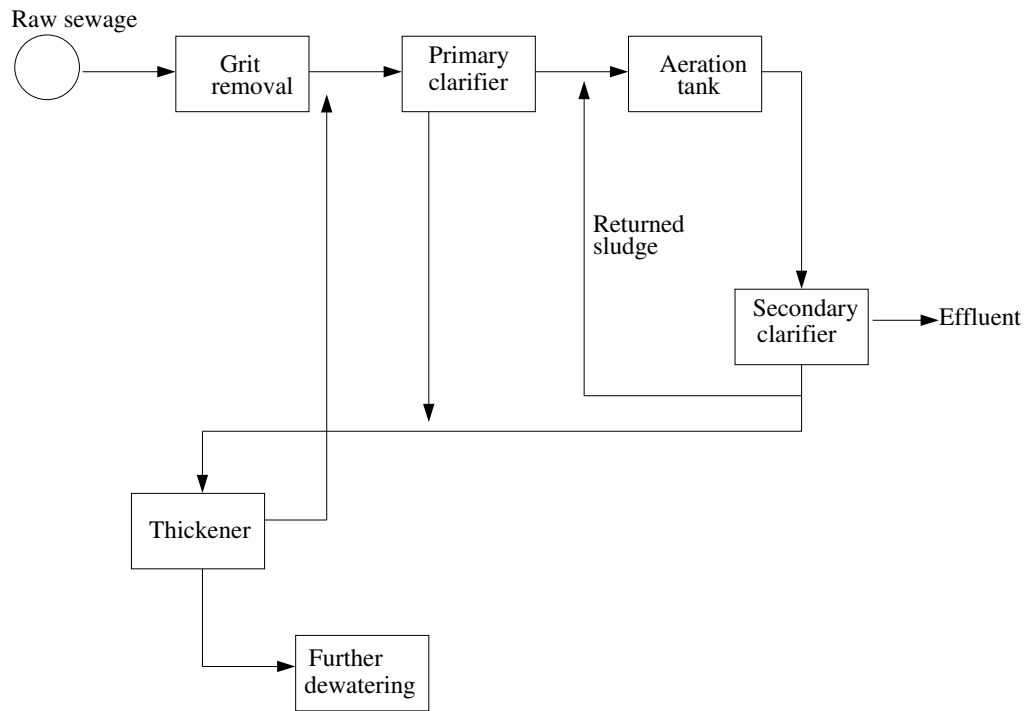 Raw sewage
Grit
removal
Primary
clarifier
Aeration
tank
Returned
sludge
Secondary
clarifier
Effluent
Thickener
Further
dewatering